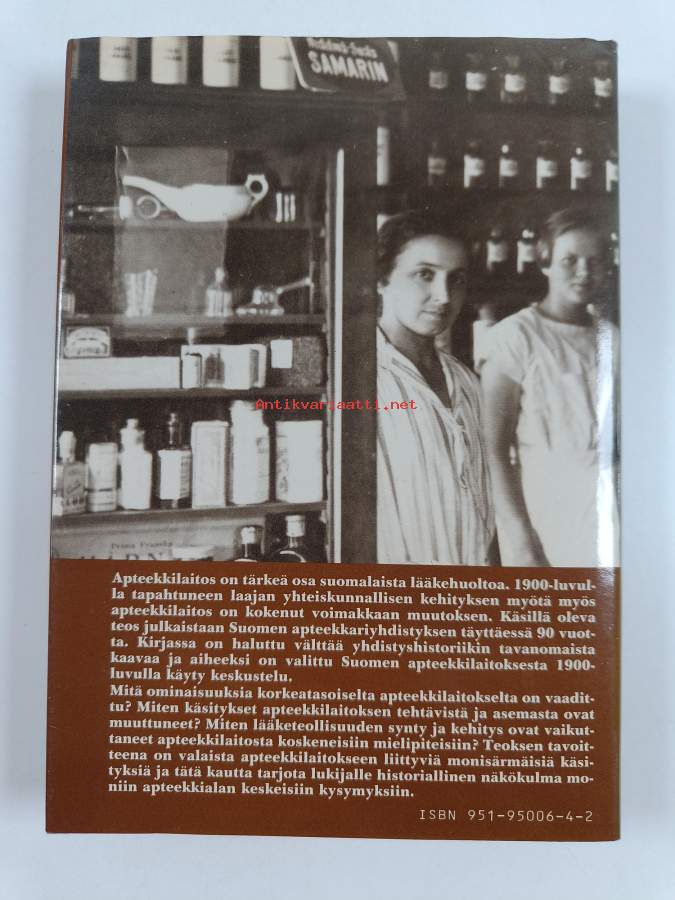 SAMARIN
Antikvariaatti.net
Prima Franska
Apteekkilaitos on tärkeä osa suomalaista lääkehuoltoa. 1900-luvul-
la tapahtuneen laajan yhteiskunnallisen kehityksen myötä myös
apteekkilaitos on kokenut voimakkaan muutoksen. Käsillä oleva
teos julkaistaan Suomen apteekkariyhdistyksen täyttäessä 90 vuot-
ta. Kirjassa on haluttu välttää yhdistyshistoriikin tavanomaista
kaavaa ja aiheeksi on valittu Suomen apteekkilaitoksesta 1900-
luvulla käyty keskustelu.
Mitä ominaisuuksia korkeatasoiselta apteekkilaitokselta on vaadit-
tu? Miten käsitykset apteekkilaitoksen tehtävistä ja asemasta ovat
muuttuneet? Miten lääketeollisuuden synty ja kehitys ovat vaikut-
taneet apteekkilaitosta koskeneisiin mielipiteisiin? Teoksen tavoit-
teena on valaista apteekkilaitokseen liittyviä monisärmäisiä käsi-
tyksiä ja tätä kautta tarjota lukijalle historiallinen näkökulma mo-
niin apteekkialan keskeisiin kysymyksiin.
ISBN 951-95006-4-2